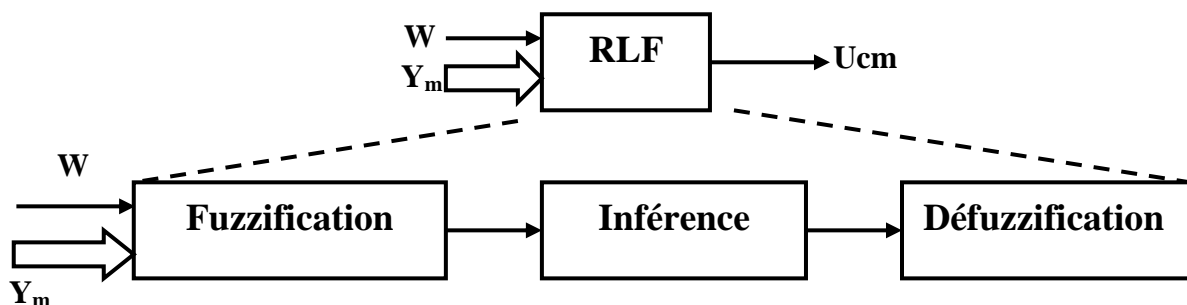 W
Yₘ
RLF
Ucm
W
Yₘ
Fuzzification
Inférence
Défuzzification